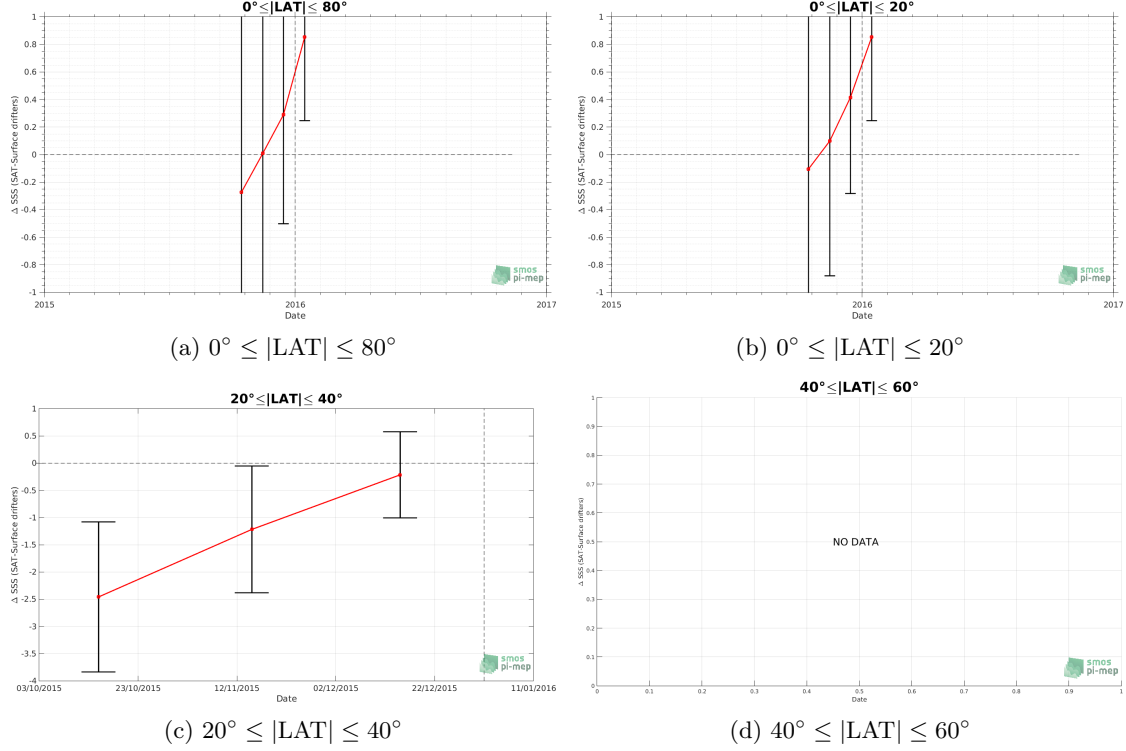 0°≤|LAT|≤ 80°
1
0.8
0.6
0.4
0.2
0
-0.2
-0.4
-0.6
-0.8
-1
Δ SSS (SAT-Surface drifters)
2015
2016
2017
Date
smos
pi-mep
(a) 0° ≤ |LAT| ≤ 80°
0°≤|LAT|≤ 20°
1
0.8
0.6
0.4
0.2
0
-0.2
-0.4
-0.6
-0.8
-1
Δ SSS (SAT-Surface drifters)
2015
2016
2017
Date
smos
pi-mep
(b) 0° ≤ |LAT| ≤ 20°
20°≤|LAT|≤ 40°
1
0.5
0
-0.5
-1
-1.5
-2
-2.5
-3
-3.5
-4
Δ SSS (SAT-Surface drifters)
03/10/2015
23/10/2015
12/11/2015
02/12/2015
22/12/2015
11/01/2016
Date
smos
pi-mep
(c) 20° ≤ |LAT| ≤ 40°
40°≤|LAT|≤ 60°
1
0.9
0.8
0.7
0.6
0.5
0.4
0.3
0.2
0.1
0
Δ SSS (SAT-Surface drifters)
NO DATA
0
0.1
0.2
0.3
0.4
0.5
0.6
0.7
0.8
0.9
1
Date
smos
pi-mep
(d) 40° ≤ |LAT| ≤ 60°